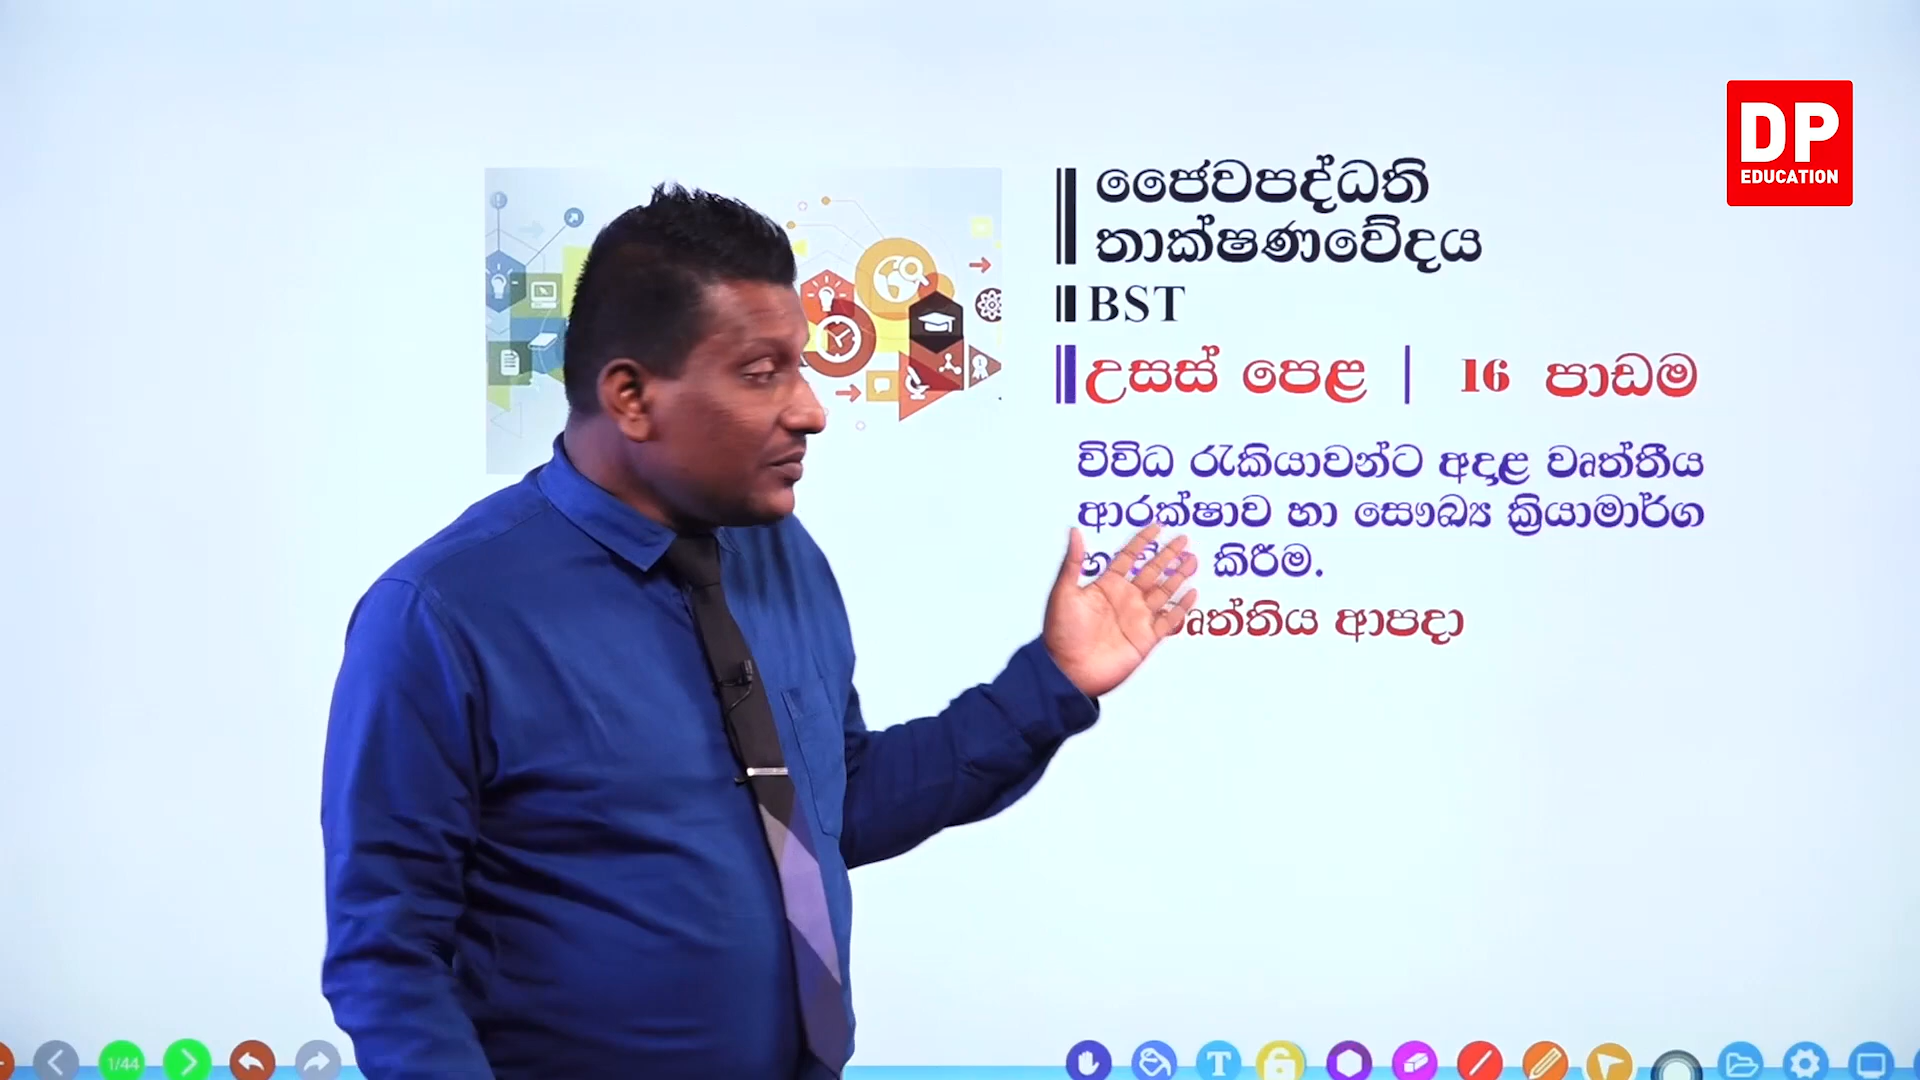 DP
EDUCATION
ජෛවපද්ධති
තාක්ෂණවේදය
BST
උසස් පෙළ | 16 පාඩම
විවිධ රැකියාවන්ට අදාළ වෘත්තීය
ආරක්ෂාව හා සෞඛ්‍ය ක්‍රියාමාර්ග
කිරීම.
ආපදා
1/44
T